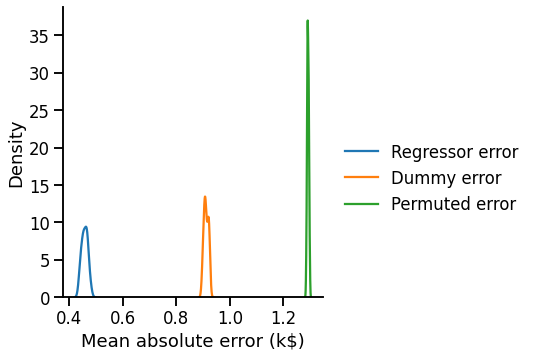 Density
35
30
25
20
15
10
5
0
0.4 0.6 0.8 1.0 1.2
Mean absolute error (k$)
Regressor error
Dummy error
Permuted error